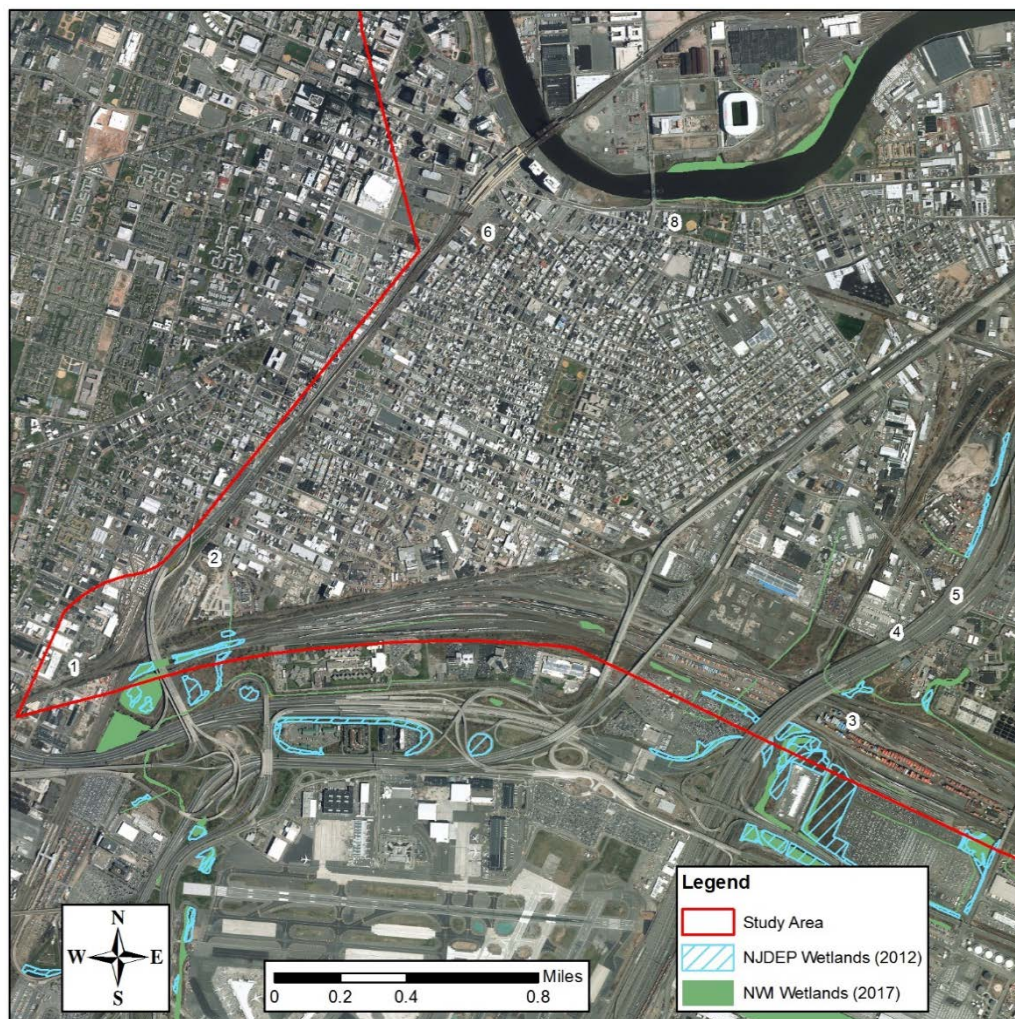 6
8
2
5
4
1
3
Legend
Study Area
NJDEP Wetlands (2012)
NWI Wetlands (2017)
N
W E
S
Miles
0 0.2 0.4 0.8